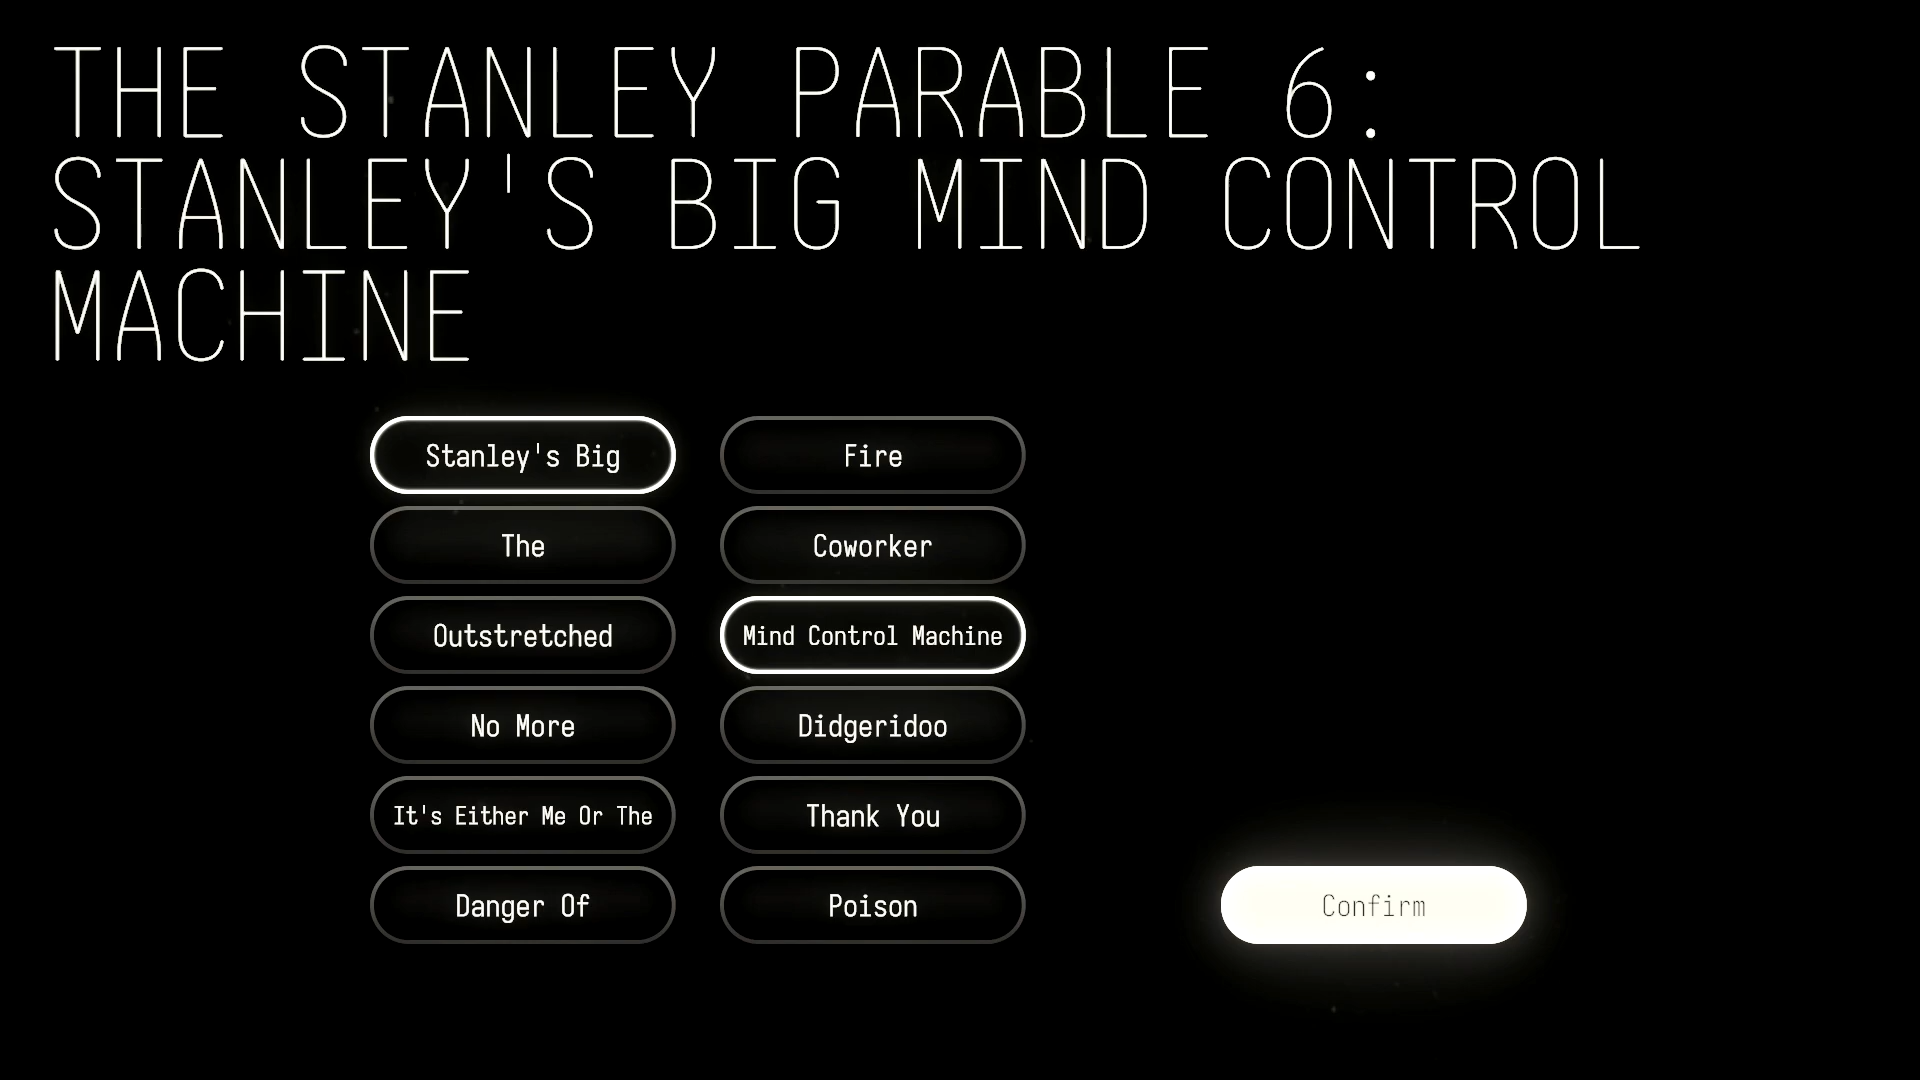 THE STANLEY PARABLE 6:
STANLEY'S BIG MIND CONTROL
MACHINE
Stanley's Big
Fire
The
Coworker
Outstretched
Mind Control Machine
No More
Didgeridoo
It's Either Me Or The
Thank You
Danger Of
Poison
Confirm